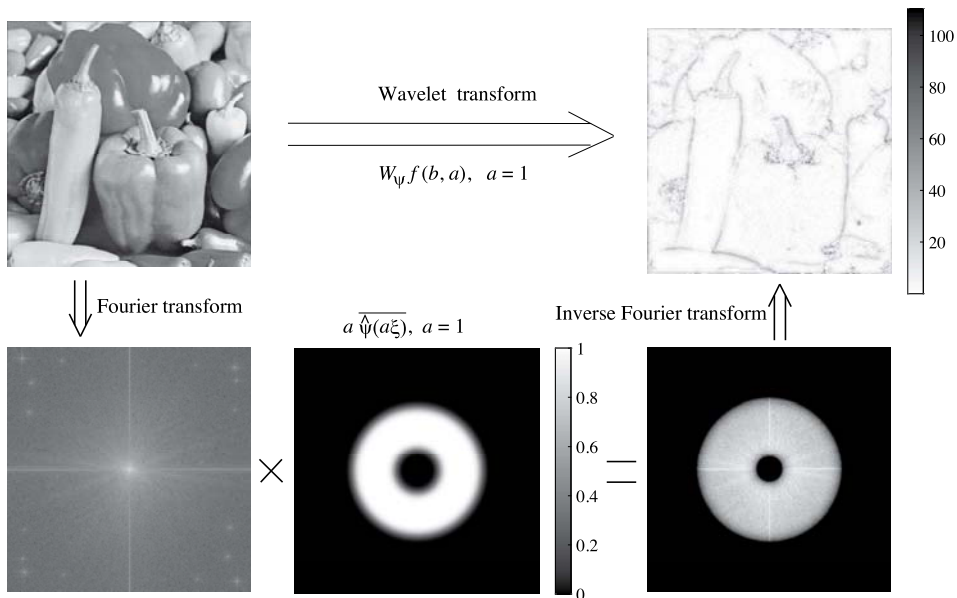 Wavelet transform
W_ψ f (b, a), a = 1
100
80
60
40
20
Fourier transform
a \overline{\hat{ψ}(aξ)}, a = 1
Inverse Fourier transform
1
0.8
0.6
0.4
0.2
0
×
=